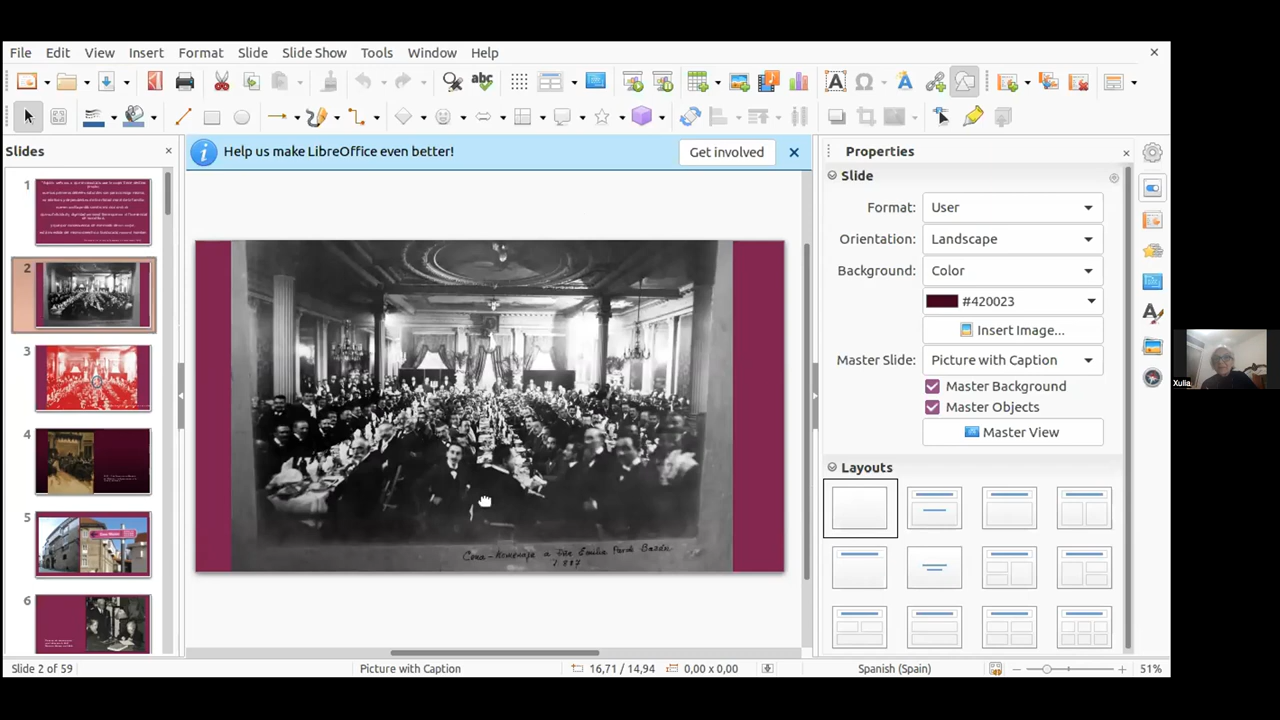 File Edit View Insert Format Slide Slide Show Tools Window Help
Slides
Help us make LibreOffice even better!
Get involved
Properties
Slide
Format: User
Orientation: Landscape
Background: Color
#420023
Insert Image...
Master Slide: Picture with Caption
Master Background
Master Objects
Master View
Layouts
1
2
3
4
5
6
Cena-Homenaje a Dña Emilia Pardo Bazán
1887
Xulia
Slide 2 of 59
Picture with Caption
16,71 / 14,94
0,00 x 0,00
Spanish (Spain)
51%